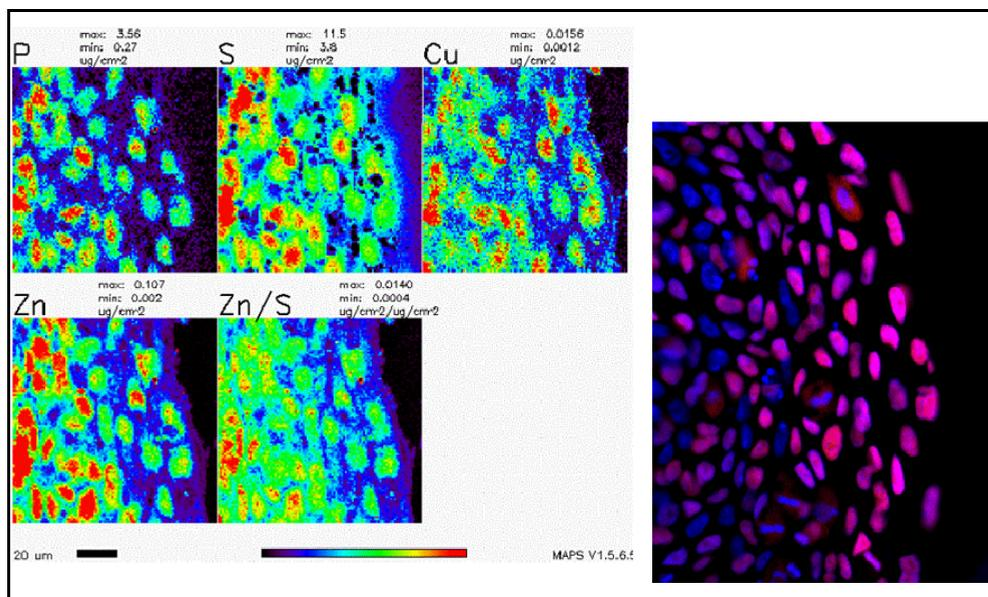 P
max: 3.56
min: 0.27
ug/cm^2
S
max: 11.5
min: 3.8
ug/cm^2
Cu
max: 0.0156
min: 0.0012
ug/cm^2
Zn
max: 0.107
min: 0.002
ug/cm^2
Zn/S
max: 0.0140
min: 0.0004
ug/cm^2/ug/cm^2
20 um
MAPS V1.5.6.5